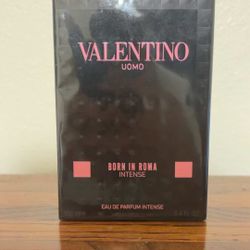 VALENTINO
UOMO
BORN IN ROMA
INTENSE
EAU DE PARFUM INTENSE